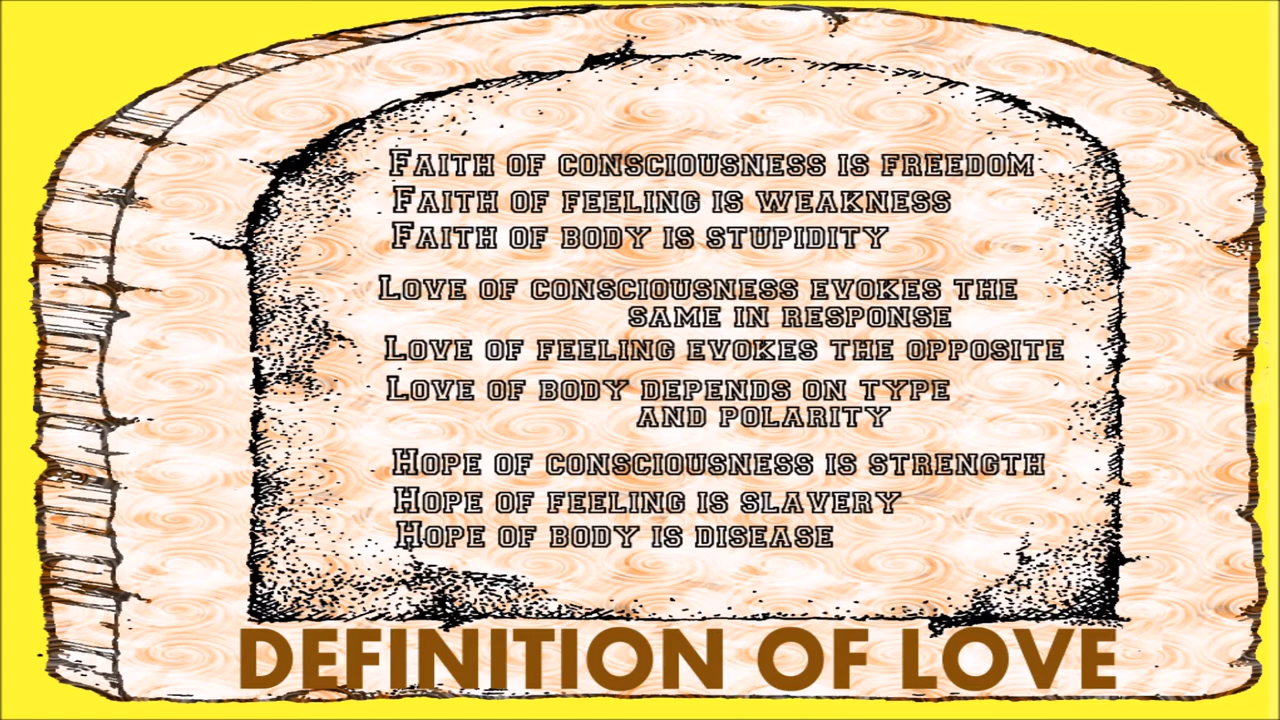 Faith of consciousness is freedom
Faith of feeling is weakness
Faith of body is stupidity
Love of consciousness evokes the
same in response
Love of feeling evokes the opposite
Love of body depends on type
and polarity
Hope of consciousness is strength
Hope of feeling is slavery
Hope of body is disease
DEFINITION OF LOVE